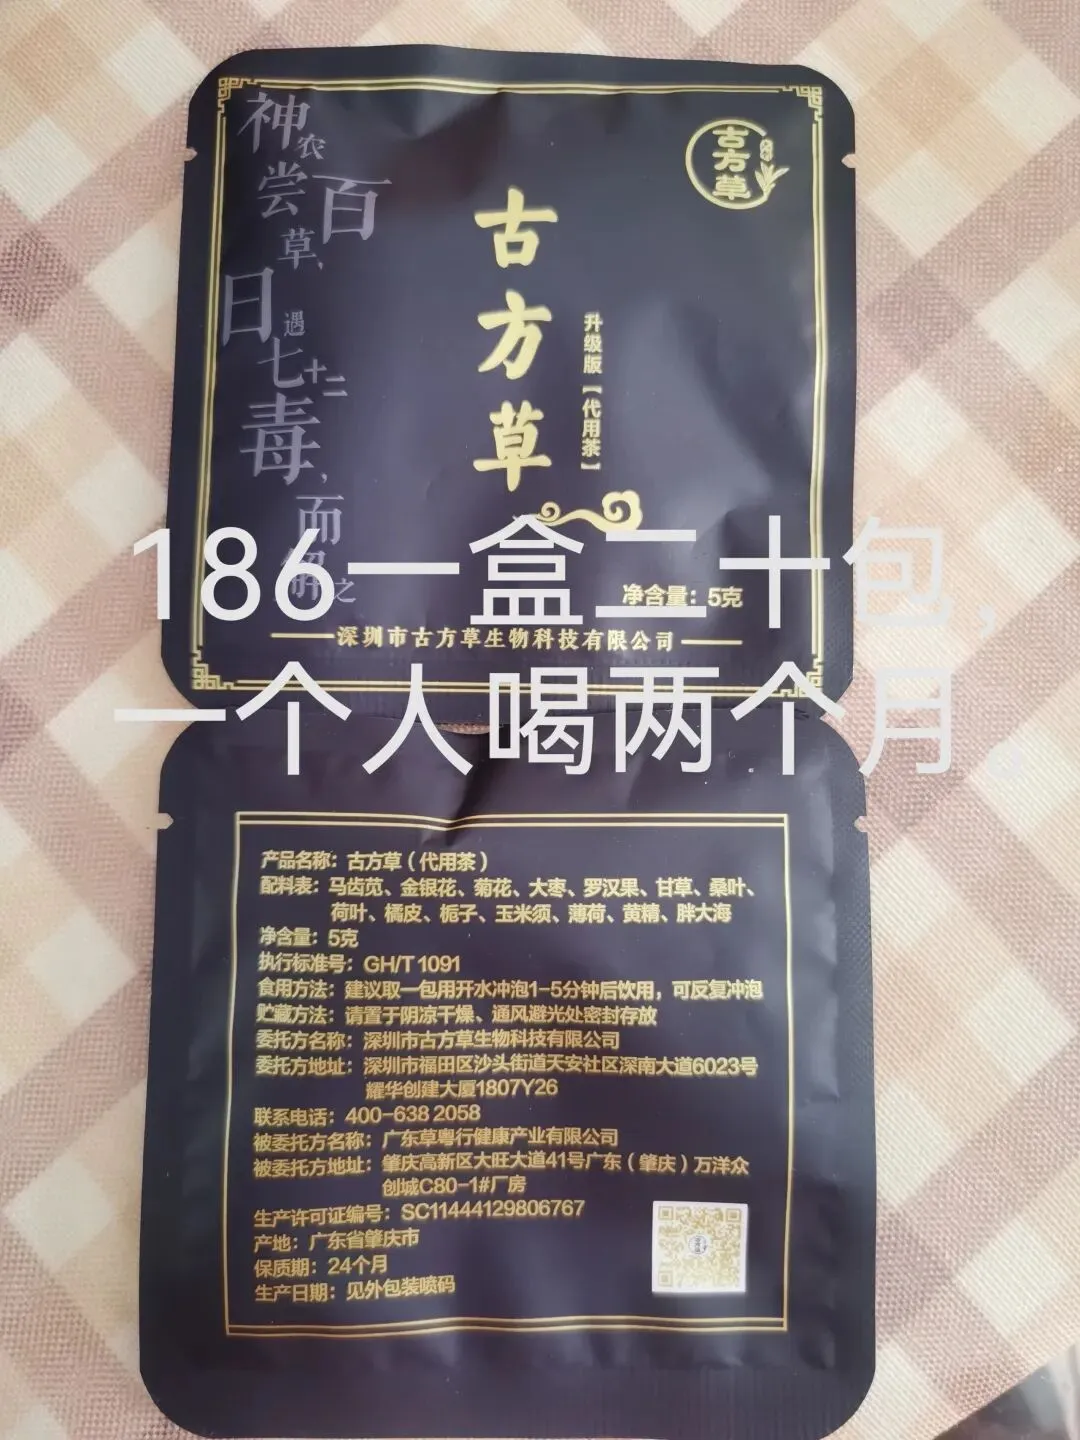 神农
尝百
草，
日遇
七十二
毒，
而
解之
古方草
古方草
升级版【代用茶】
净含量：5克
深圳市古方草生物科技有限公司
186一盒二十包，
一个人喝两个月。
产品名称：古方草（代用茶）
配料表：马齿苋、金银花、菊花、大枣、罗汉果、甘草、桑叶、
荷叶、橘皮、栀子、玉米须、薄荷、黄精、胖大海
净含量：5克
执行标准号：GH/T 1091
食用方法：建议取一包用开水冲泡1-5分钟后饮用，可反复冲泡
贮藏方法：请置于阴凉干燥、通风避光处密封存放
委托方名称：深圳市古方草生物科技有限公司
委托方地址：深圳市福田区沙头街道天安社区深南大道6023号
耀华创建大厦1807Y26
联系电话：400-638 2058
被委托方名称：广东草粤行健康产业有限公司
被委托方地址：肇庆高新区大旺大道41号广东（肇庆）万洋众
创城C80-1#厂房
生产许可证编号：SC11444129806767
产地：广东省肇庆市
保质期：24个月
生产日期：见外包装喷码